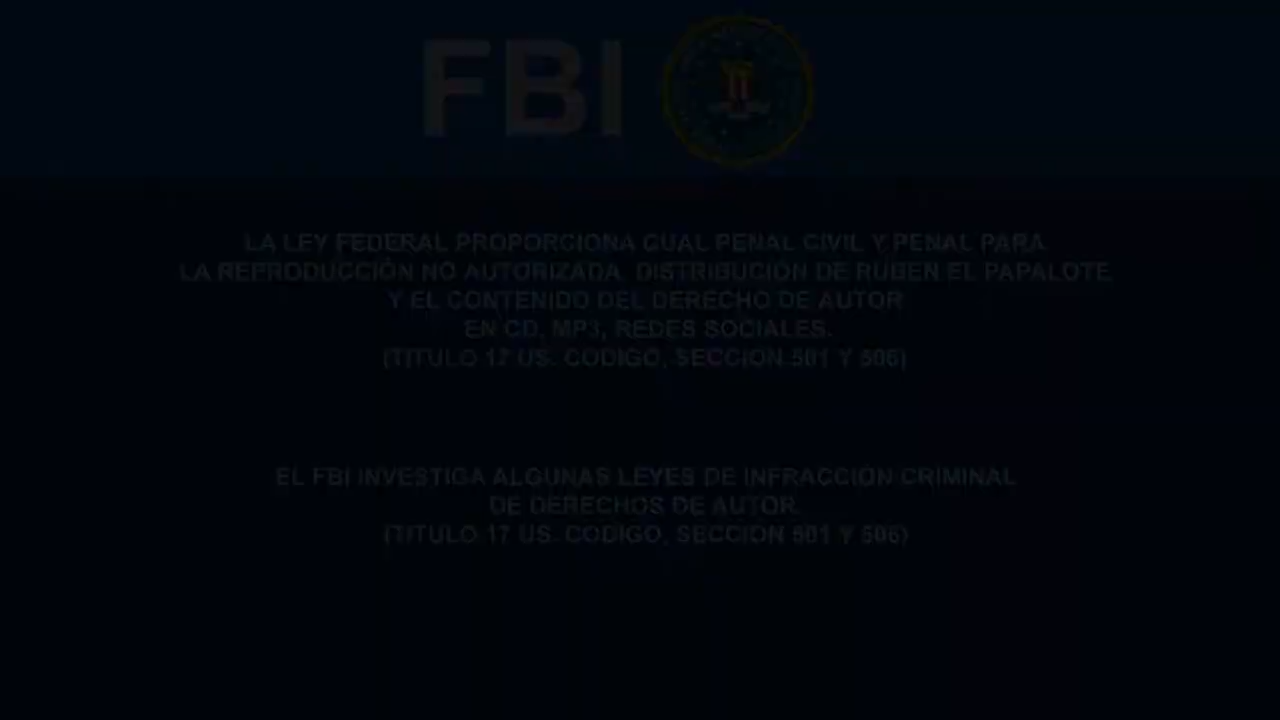 FBI
LA LEY FEDERAL PROPORCIONA CUAL PENAL CIVIL Y PENAL PARA
LA REPRODUCCIÓN NO AUTORIZADA, DISTRIBUCIÓN DE RUBEN EL PAPALOTE
Y EL CONTENIDO DEL DERECHO DE AUTOR
EN CD, MP3, REDES SOCIALES.
(TITULO 17 US. CODIGO, SECCION 501 Y 506)
EL FBI INVESTIGA ALGUNAS LEYES DE INFRACCIÓN CRIMINAL
DE DERECHOS DE AUTOR.
(TITULO 17 US. CODIGO, SECCION 501 Y 506)